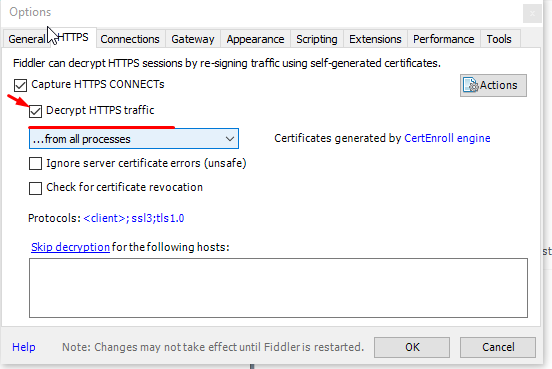 Options
General HTTPS Connections Gateway Appearance Scripting Extensions Performance Tools
Fiddler can decrypt HTTPS sessions by re-signing traffic using self-generated certificates.
Capture HTTPS CONNECTs
Actions
Decrypt HTTPS traffic
...from all processes
Certificates generated by CertEnroll engine
Ignore server certificate errors (unsafe)
Check for certificate revocation
Protocols: <client>;ssl3;tls1.0
Skip decryption for the following hosts:
st
Help
Note: Changes may not take effect until Fiddler is restarted.
OK
Cancel